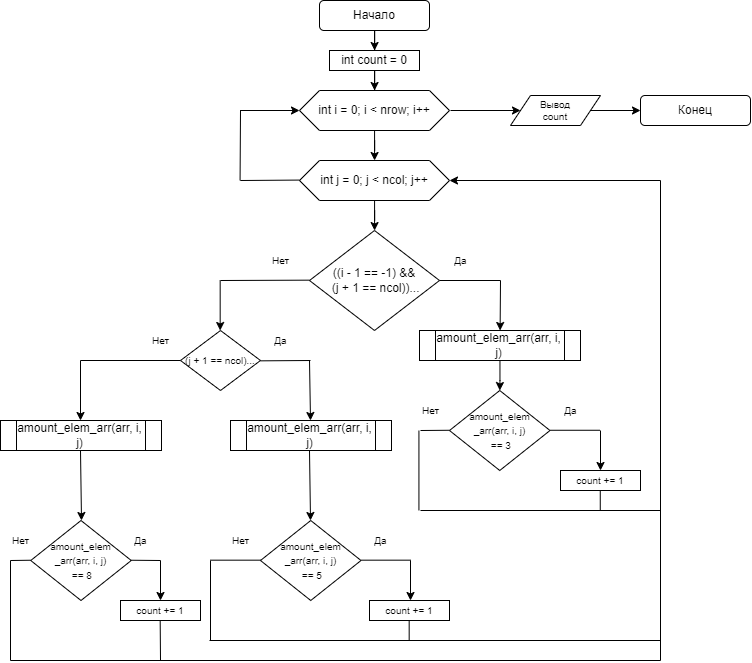 Начало
int count = 0
int i = 0; i < nrow; i++
Вывод
count
Конец
int j = 0; j < ncol; j++
Нет
((i - 1 == -1) &&
(j + 1 == ncol))...
Да
Нет
(j + 1 == ncol)...
Да
amount_elem_arr(arr, i,
j)
Нет
amount_elem
_arr(arr, i, j)
== 3
Да
count += 1
amount_elem_arr(arr, i,
j)
amount_elem_arr(arr, i,
j)
Нет
amount_elem
_arr(arr, i, j)
== 8
Да
count += 1
Нет
amount_elem
_arr(arr, i, j)
== 5
Да
count += 1